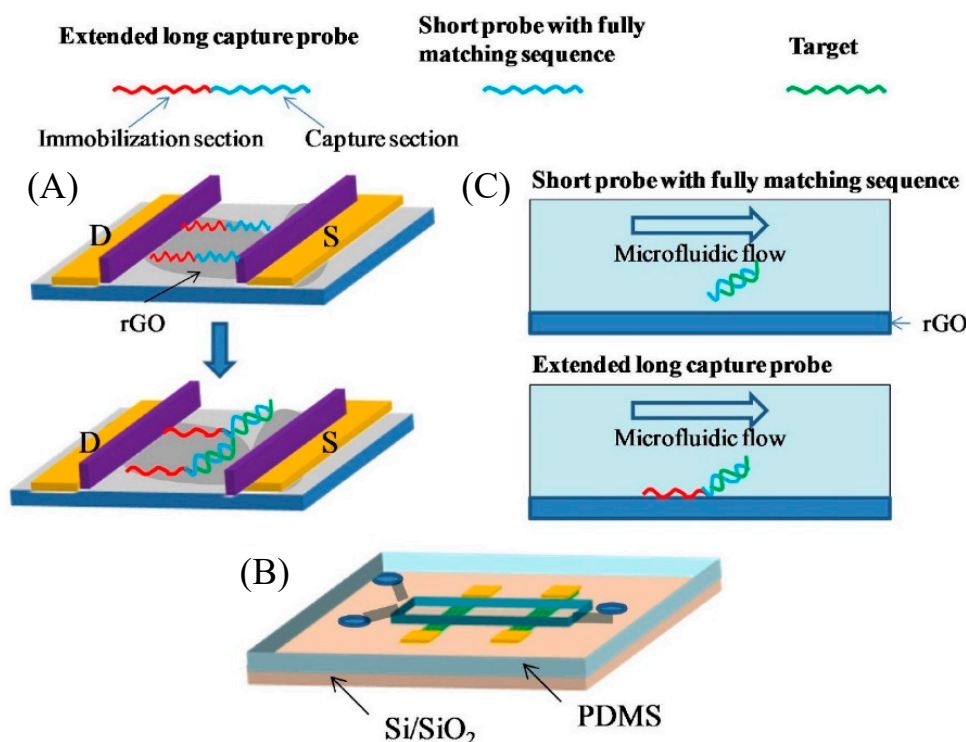 Extended long capture probe
Short probe with fully
matching sequence
Target
Immobilization section
Capture section
(A)
D
S
rGO
D
S
(C)
Short probe with fully matching sequence
Microfluidic flow
rGO
Extended long capture probe
Microfluidic flow
(B)
Si/SiO₂
PDMS